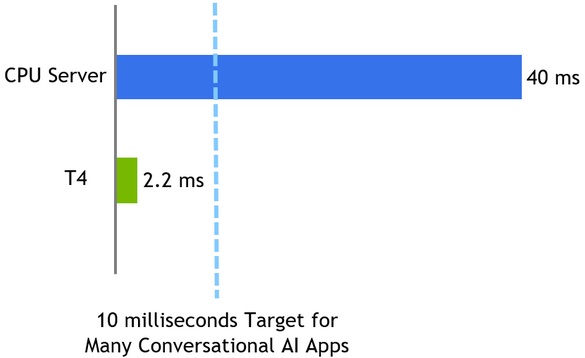 CPU Server
40 ms
T4
2.2 ms
10 milliseconds Target for
Many Conversational AI Apps